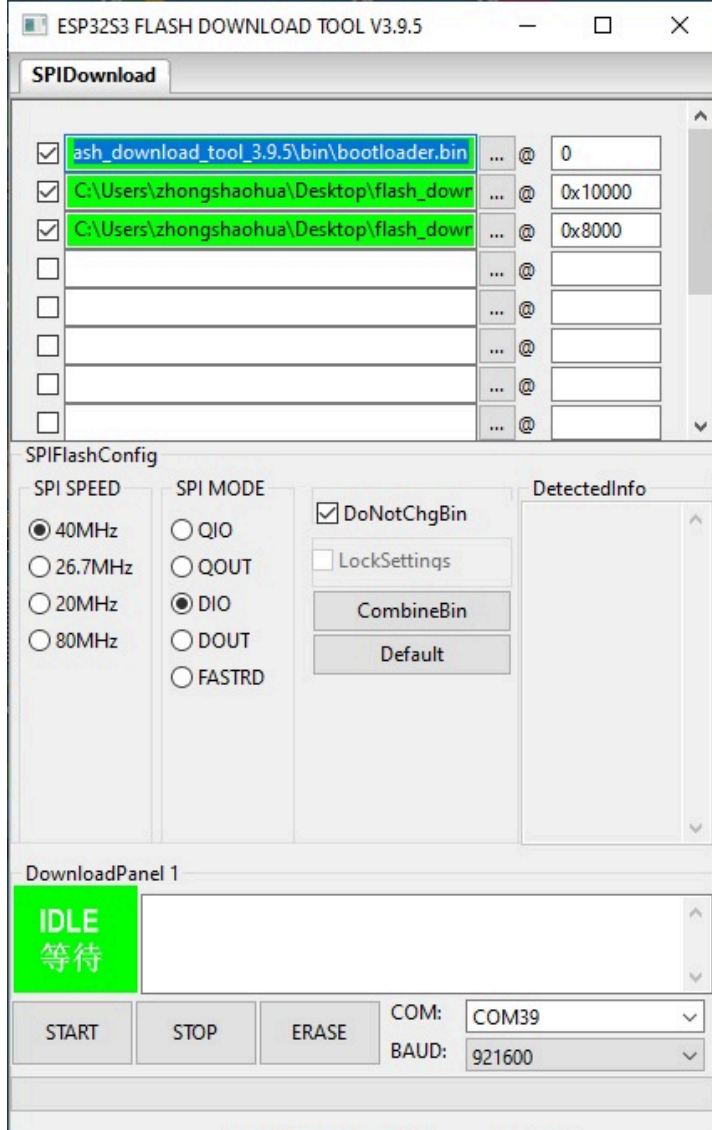 ESP32S3 FLASH DOWNLOAD TOOL V3.9.5
SPIDownload
ash_download_tool_3.9.5\bin\bootloader.bin ... @ 0
C:\Users\zhongshaohua\Desktop\flash_dowr ... @ 0x10000
C:\Users\zhongshaohua\Desktop\flash_dowr ... @ 0x8000
... @
... @
... @
... @
... @
SPIFlashConfig
SPI SPEED
40MHz
26.7MHz
20MHz
80MHz
SPI MODE
QIO
QOUT
DIO
DOUT
FASTRD
DoNotChgBin
LockSettings
CombineBin
Default
DetectedInfo
DownloadPanel 1
IDLE
等待
START STOP ERASE
COM: COM39
BAUD: 921600